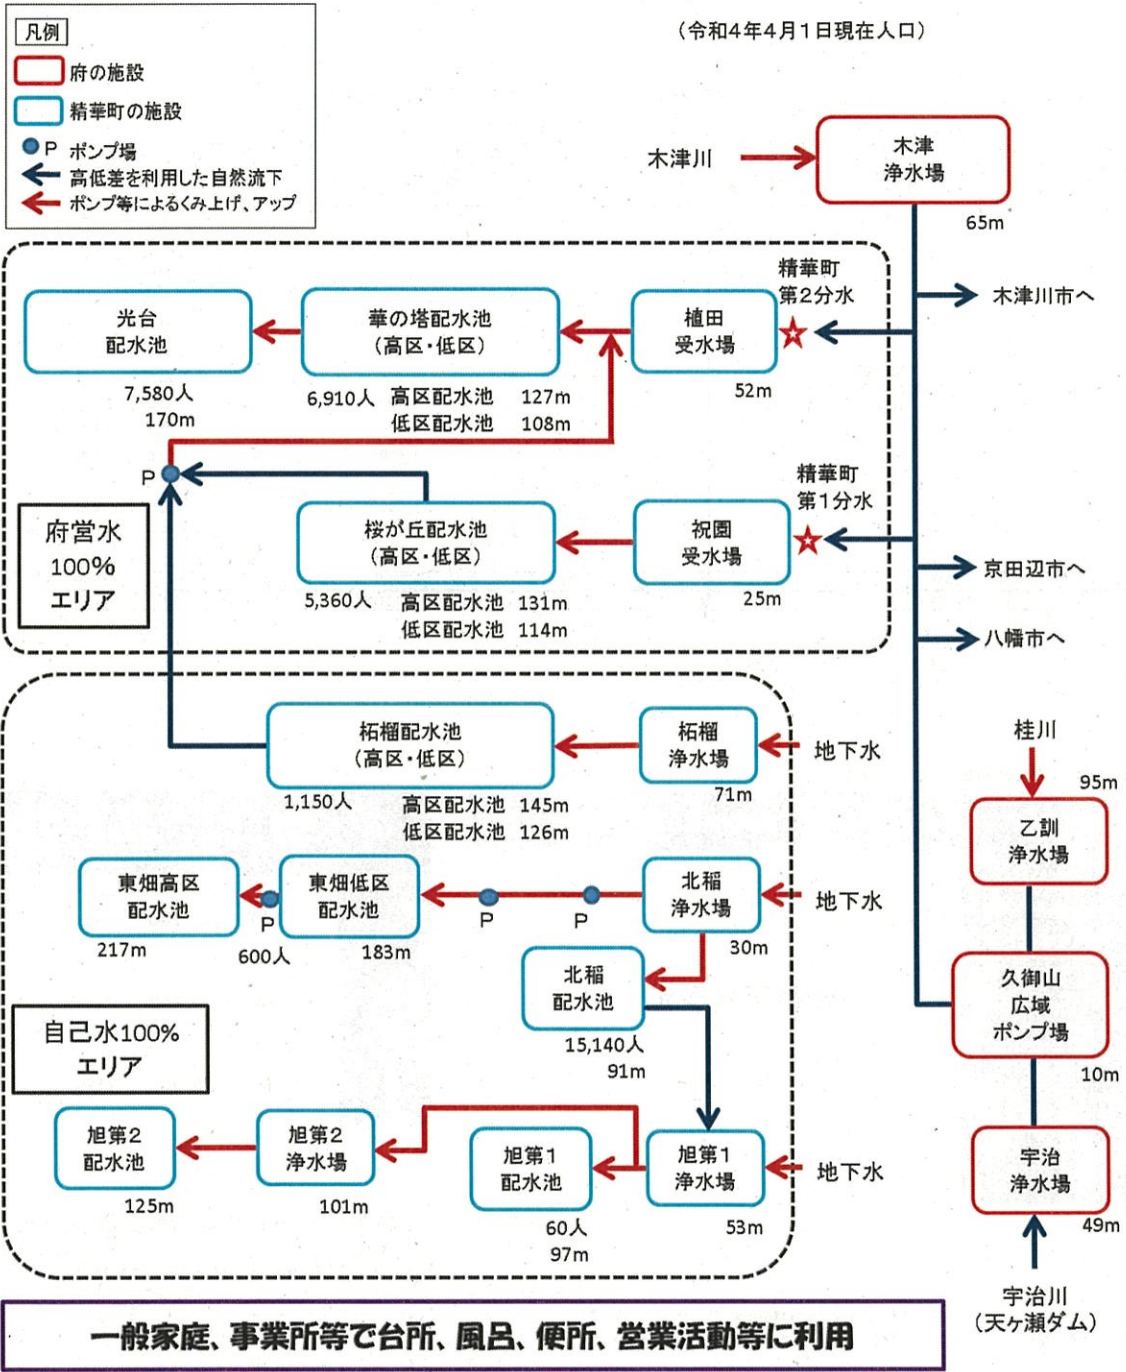 凡例
府の施設
精華町の施設
P ポンプ場
高低差を利用した自然流下
ポンプ等によるくみ上げ、アップ
(令和4年4月1日現在人口)
木津川
木津
浄水場
65m
木津川市へ
精華町
第2分水
光台
配水池
7,580人
170m
華の塔配水池
(高区・低区)
6,910人 高区配水池 127m
低区配水池 108m
植田
受水場
52m
P
精華町
第1分水
府営水
100%
エリア
桜が丘配水池
(高区・低区)
5,360人 高区配水池 131m
低区配水池 114m
祝園
受水場
25m
京田辺市へ
八幡市へ
柘榴配水池
(高区・低区)
1,150人 高区配水池 145m
低区配水池 126m
柘榴
浄水場
71m
地下水
桂川
95m
乙訓
浄水場
東畑高区
配水池
217m
P
600人
東畑低区
配水池
183m
P
P
北稲
浄水場
30m
地下水
北稲
配水池
15,140人
91m
久御山
広域
ポンプ場
10m
自己水100%
エリア
旭第2
配水池
125m
旭第2
浄水場
101m
旭第1
配水池
60人
97m
旭第1
浄水場
53m
地下水
宇治
浄水場
49m
宇治川
(天ヶ瀬ダム)
一般家庭、事業所等で台所、風呂、便所、営業活動等に利用